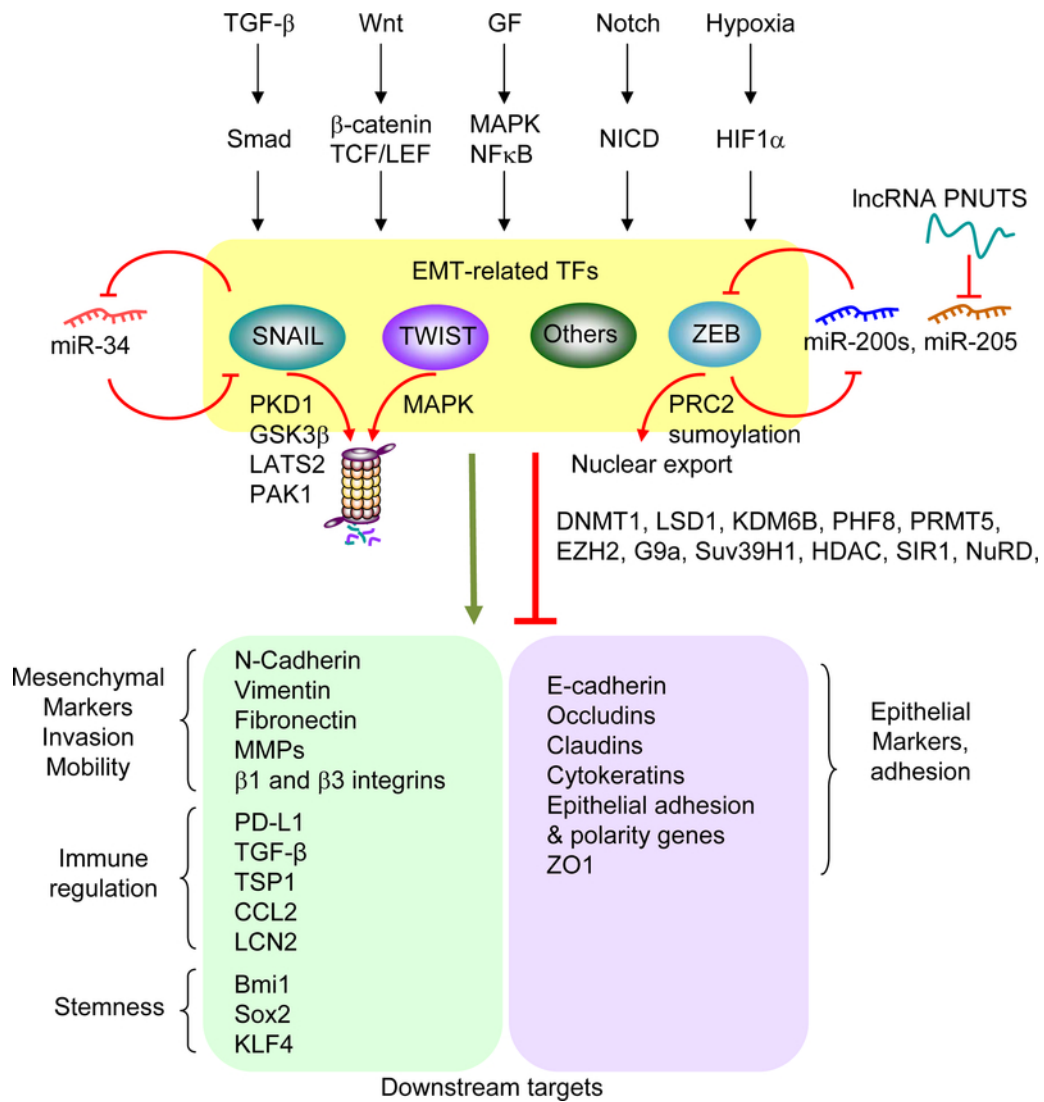 TGF-β
Wnt
GF
Notch
Hypoxia
Smad
β-catenin
TCF/LEF
MAPK
NFκB
NICD
HIF1α
lncRNA PNUTS
EMT-related TFs
SNAIL
TWIST
Others
ZEB
miR-34
miR-200s, miR-205
PKD1
GSK3β
LATS2
PAK1
MAPK
PRC2
sumoylation
Nuclear export
DNMT1, LSD1, KDM6B, PHF8, PRMT5,
EZH2, G9a, Suv39H1, HDAC, SIR1, NuRD,
Mesenchymal
Markers
Invasion
Mobility
N-Cadherin
Vimentin
Fibronectin
MMPs
β1 and β3 integrins
Immune
regulation
PD-L1
TGF-β
TSP1
CCL2
LCN2
Stemness
Bmi1
Sox2
KLF4
E-cadherin
Occludins
Claudins
Cytokeratins
Epithelial adhesion
& polarity genes
ZO1
Epithelial
Markers,
adhesion
Downstream targets